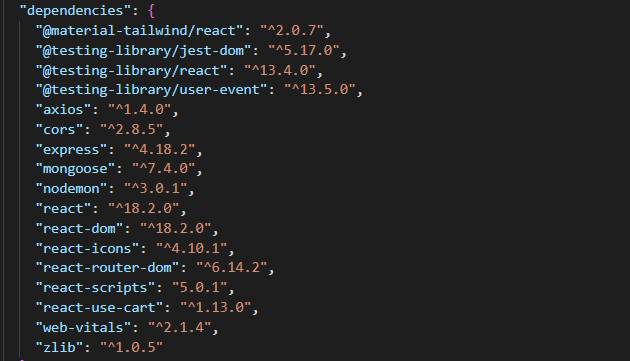 "dependencies": {
"@material-tailwind/react": "^2.0.7",
"@testing-library/jest-dom": "^5.17.0",
"@testing-library/react": "^13.4.0",
"@testing-library/user-event": "^13.5.0",
"axios": "^1.4.0",
"cors": "^2.8.5",
"express": "^4.18.2",
"mongoose": "^7.4.0",
"nodemon": "^3.0.1",
"react": "^18.2.0",
"react-dom": "^18.2.0",
"react-icons": "^4.10.1",
"react-router-dom": "^6.14.2",
"react-scripts": "5.0.1",
"react-use-cart": "^1.13.0",
"web-vitals": "^2.1.4",
"zlib": "^1.0.5"